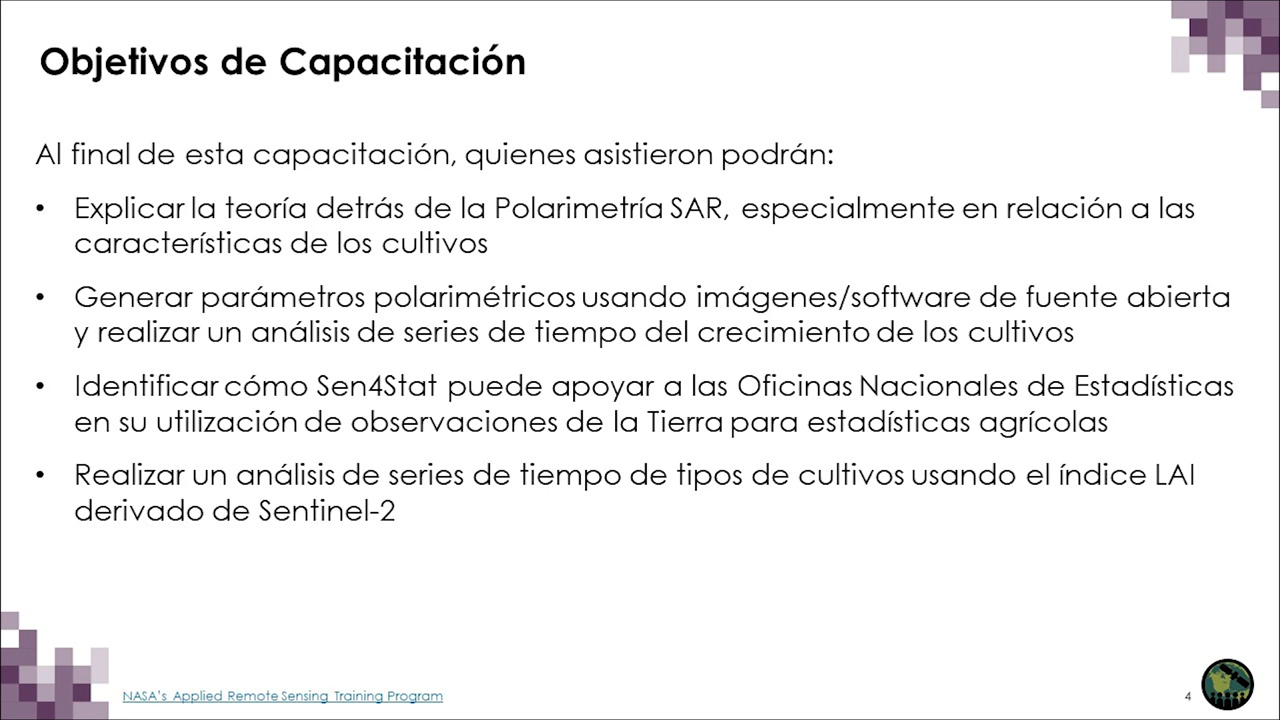 Objetivos de Capacitación
Al final de esta capacitación, quienes asistieron podrán:
• Explicar la teoría detrás de la Polarimetría SAR, especialmente en relación a las
características de los cultivos
• Generar parámetros polarimétricos usando imágenes/software de fuente abierta
y realizar un análisis de series de tiempo del crecimiento de los cultivos
• Identificar cómo Sen4Stat puede apoyar a las Oficinas Nacionales de Estadísticas
en su utilización de observaciones de la Tierra para estadísticas agrícolas
• Realizar un análisis de series de tiempo de tipos de cultivos usando el índice LAI
derivado de Sentinel-2
NASA's Applied Remote Sensing Training Program
4